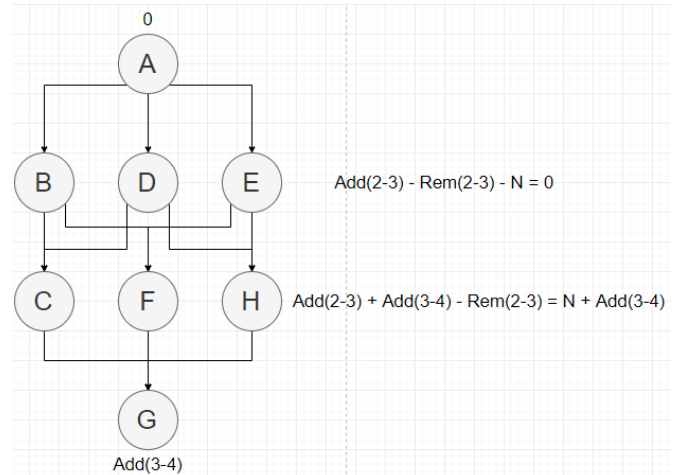 0
A
B
D
E
Add(2-3) - Rem(2-3) - N = 0
C
F
H
Add(2-3) + Add(3-4) - Rem(2-3) = N + Add(3-4)
G
Add(3-4)